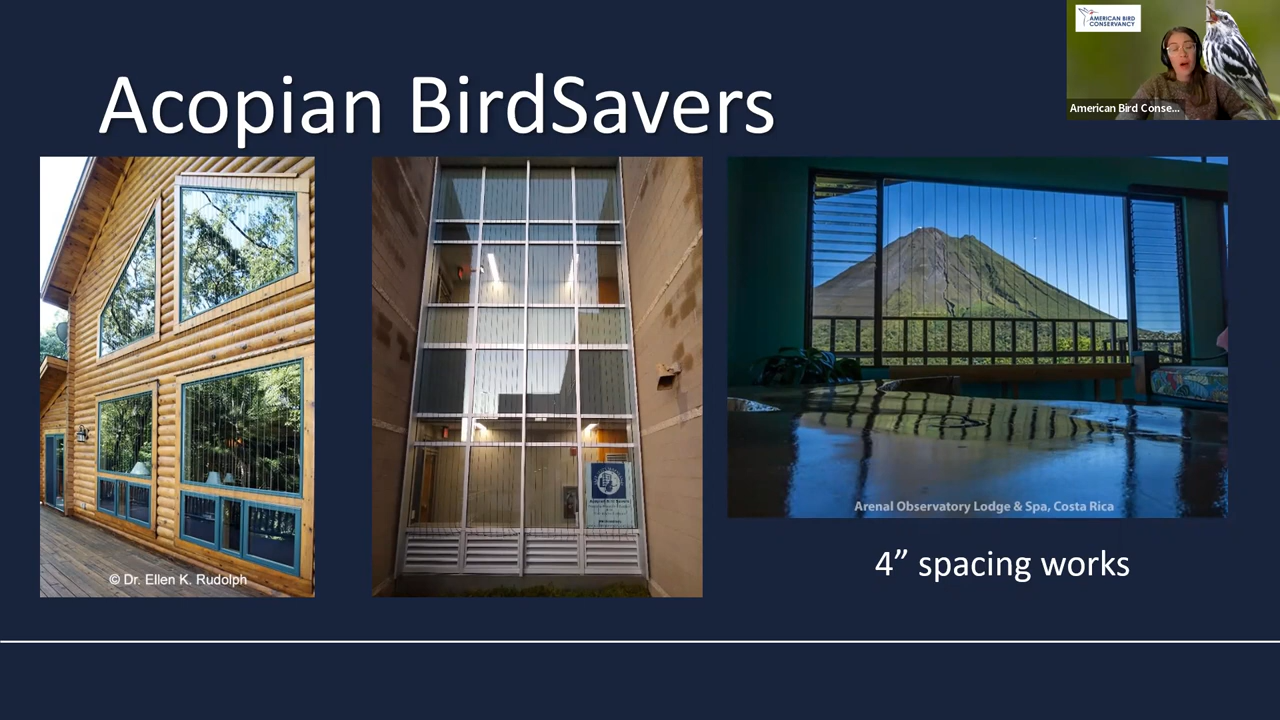 AMERICAN BIRD
CONSERVANCY
American Bird Conse...
Acopian BirdSavers
© Dr. Ellen K. Rudolph
Arenal Observatory Lodge & Spa, Costa Rica
4” spacing works